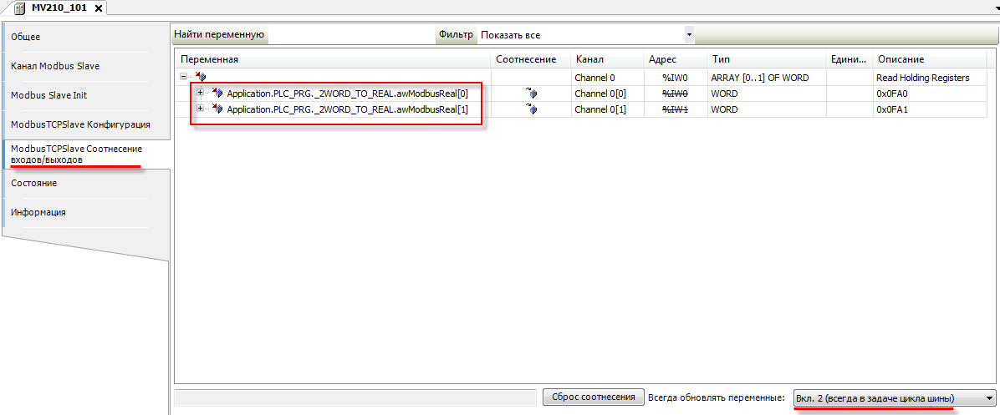 MV210_101
Общее
Канал Modbus Slave
Modbus Slave Init
ModbusTCPSlave Конфигурация
ModbusTCPSlave Соотнесение
входов/выходов
Состояние
Информация
Найти переменную Фильтр Показать все
Переменная Соотнесение Канал Адрес Тип Едини... Описание
Channel 0 %IW0 ARRAY [0..1] OF WORD Read Holding Registers
Application.PLC_PRG._2WORD_TO_REAL.awModbusReal[0] Channel 0[0] %IW0 WORD 0x0FA0
Application.PLC_PRG._2WORD_TO_REAL.awModbusReal[1] Channel 0[1] %IW1 WORD 0x0FA1
Сброс соотнесения Всегда обновлять переменные: Вкл. 2 (всегда в задаче цикла шины)